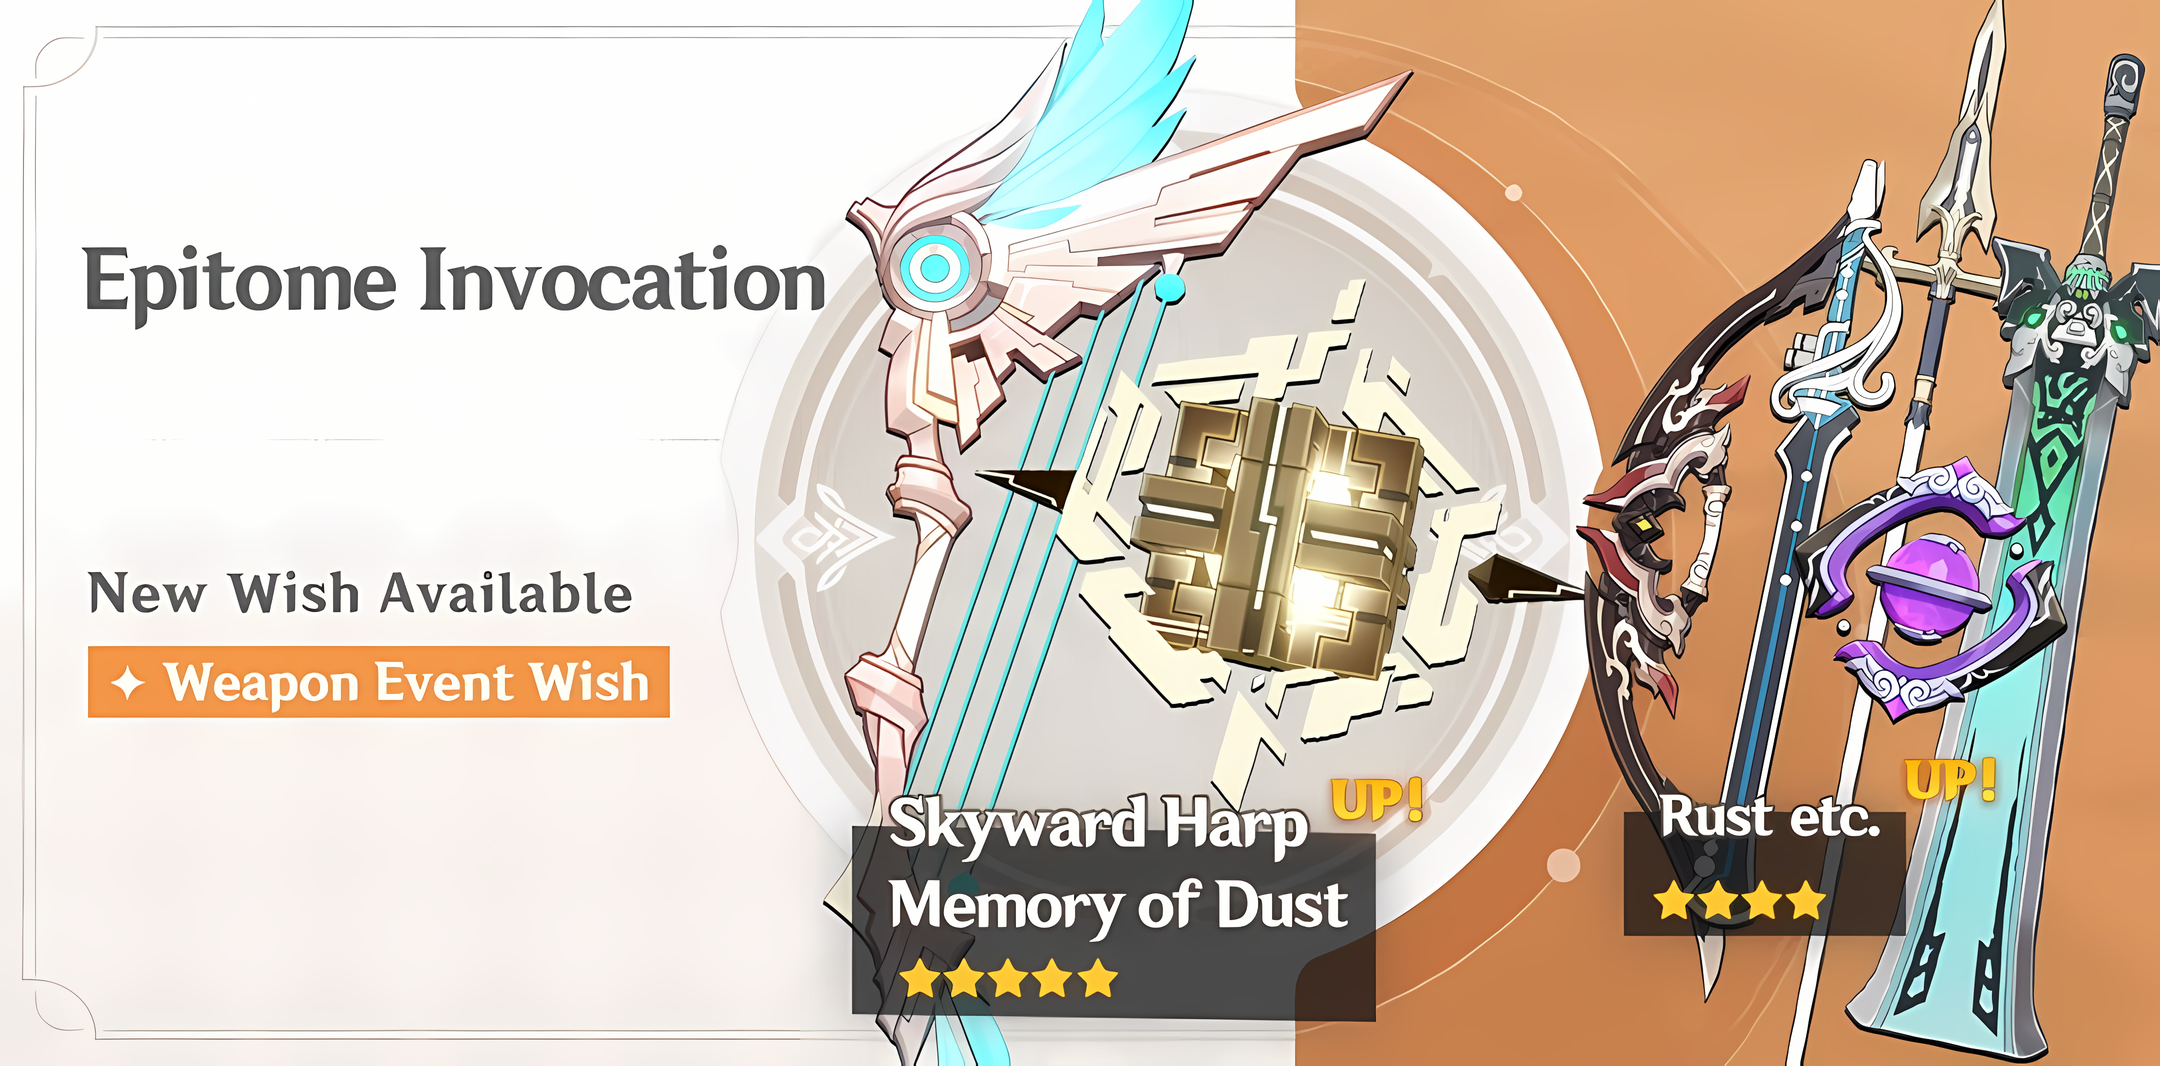 Epitome Invocation
New Wish Available
Weapon Event Wish
Skyward Harp
UP!
Memory of Dust
Rust etc.
UP!